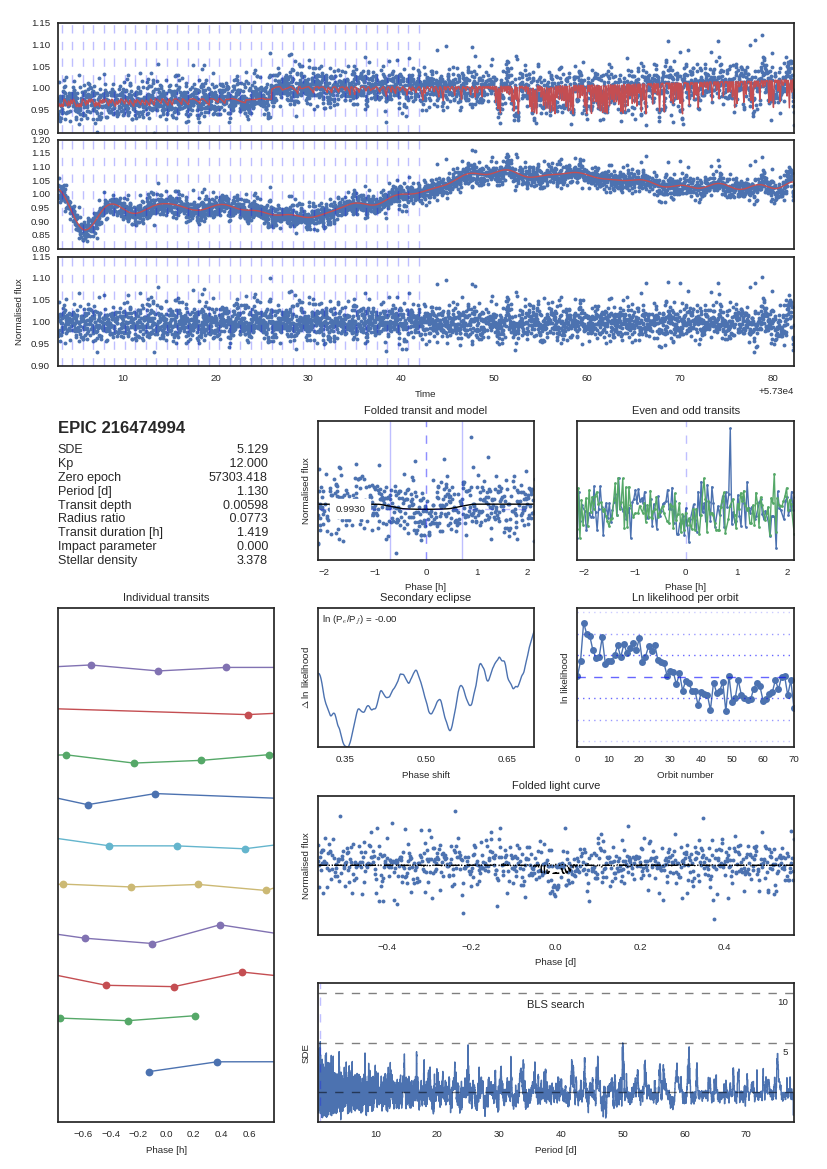 1.15
1.10
1.05
1.00
0.95
0.90
1.20
1.15
1.10
1.05
1.00
0.95
0.90
0.85
0.80
1.15
1.10
1.05
1.00
0.95
0.90
Normalised flux
10 20 30 40 50 60 70 80
Time
+5.73e4
EPIC 216474994
SDE 5.129
Kp 12.000
Zero epoch 57303.418
Period [d] 1.130
Transit depth 0.00598
Radius ratio 0.0773
Transit duration [h] 1.419
Impact parameter 0.000
Stellar density 3.378
Folded transit and model
Normalised flux
0.9930
−2 −1 0 1 2
Phase [h]
Even and odd transits
−2 −1 0 1 2
Phase [h]
Individual transits
−0.6 −0.4 −0.2 0.0 0.2 0.4 0.6
Phase [h]
Secondary eclipse
ln (Pₑ/P𝒻) = -0.00
Δ ln likelihood
0.35 0.50 0.65
Phase shift
Ln likelihood per orbit
ln likelihood
0 10 20 30 40 50 60 70
Orbit number
Folded light curve
Normalised flux
−0.4 −0.2 0.0 0.2 0.4
Phase [d]
BLS search
10
5
SDE
10 20 30 40 50 60 70
Period [d]